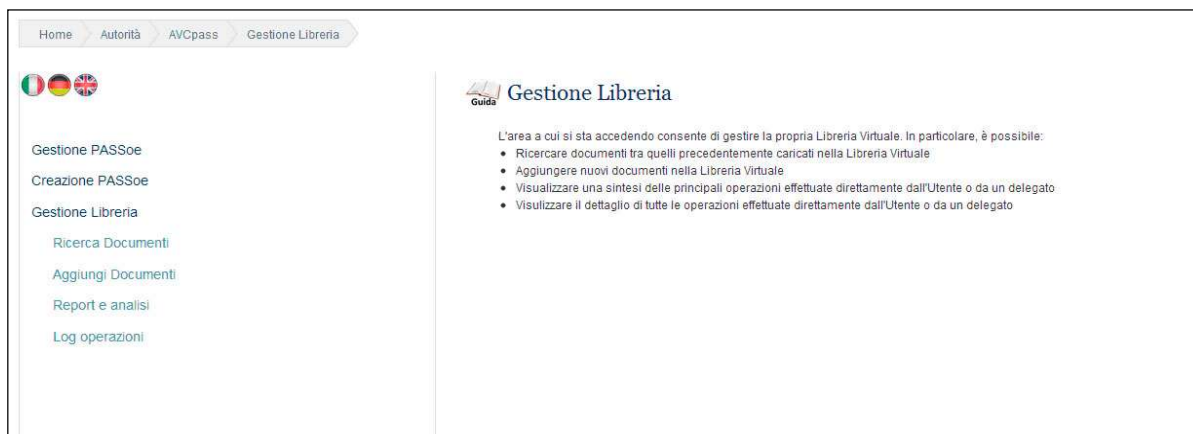 Home Autorità AVCpass Gestione Libreria
Gestione PASSoe
Creazione PASSoe
Gestione Libreria
Ricerca Documenti
Aggiungi Documenti
Report e analisi
Log operazioni
Guida Gestione Libreria
L'area a cui si sta accedendo consente di gestire la propria Libreria Virtuale. In particolare, è possibile:
• Ricercare documenti tra quelli precedentemente caricati nella Libreria Virtuale
• Aggiungere nuovi documenti nella Libreria Virtuale
• Visualizzare una sintesi delle principali operazioni effettuate direttamente dall'Utente o da un delegato
• Visulizzare il dettaglio di tutte le operazioni effettuate direttamente dall'Utente o da un delegato